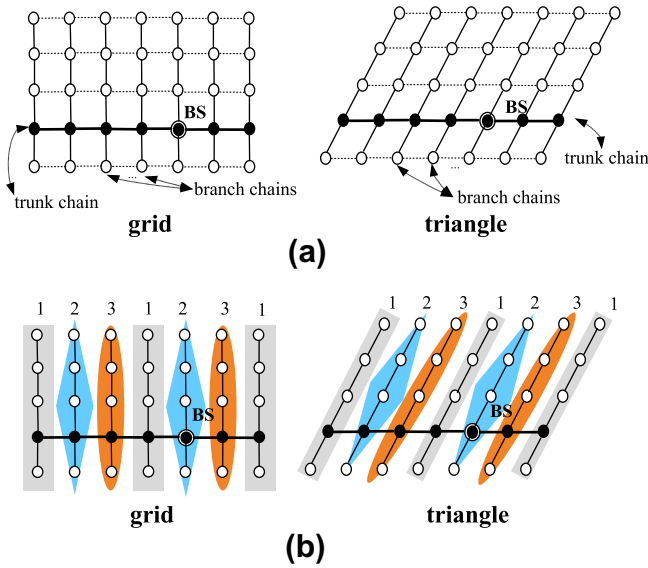 BS
BS
...
...
trunk chain
branch chains
trunk chain
branch chains
grid
triangle
(a)
1 2 3 1 2 3 1
1 2 3 1 2 3 1
BS
BS
grid
triangle
(b)